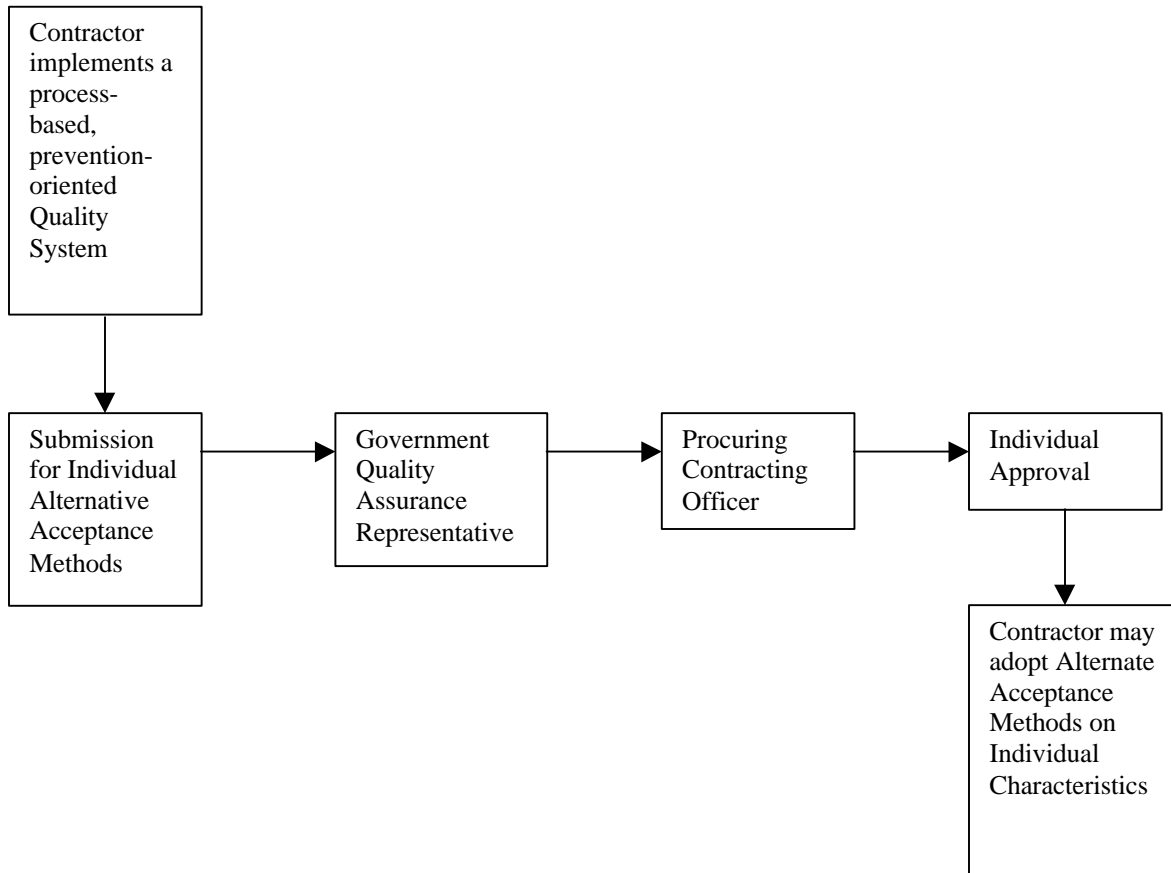 Contractor
implements a
process-
based,
prevention-
oriented
Quality
System
Submission
for Individual
Alternative
Acceptance
Methods
Government
Quality
Assurance
Representative
Procuring
Contracting
Officer
Individual
Approval
Contractor may
adopt Alternate
Acceptance
Methods on
Individual
Characteristics